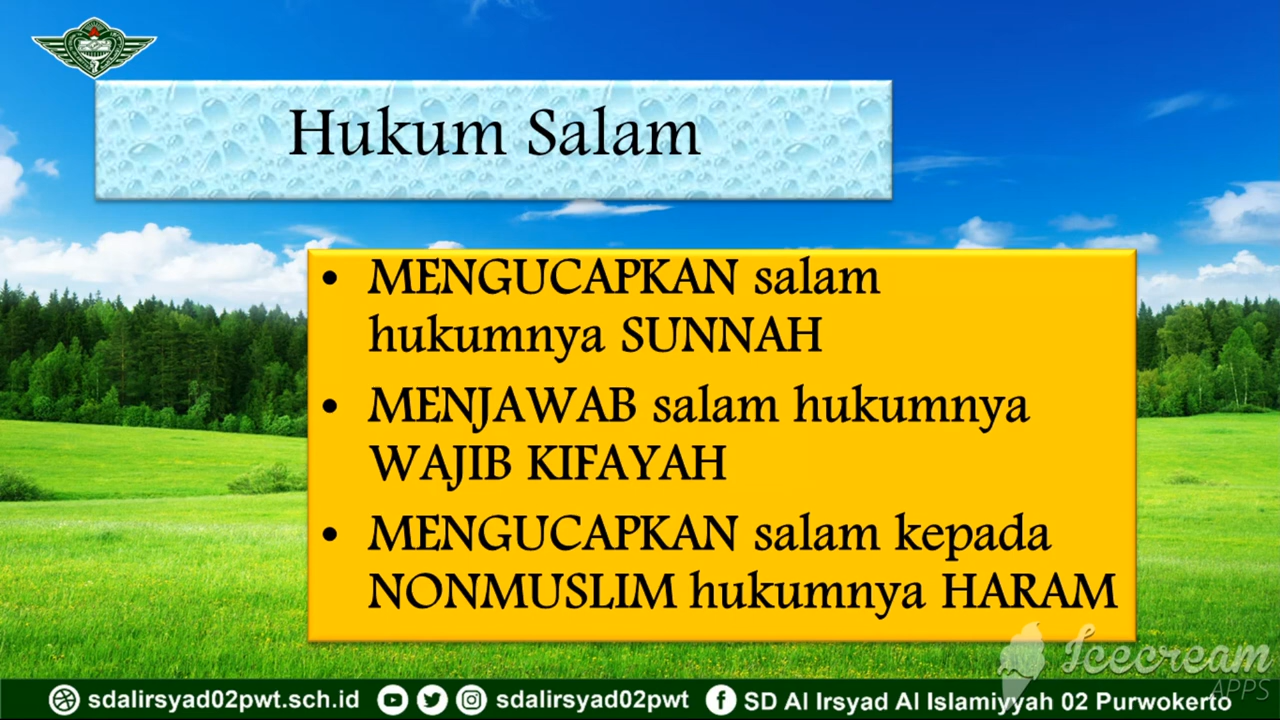 Hukum Salam
• MENGUCAPKAN salam
hukumnya SUNNAH
• MENJAWAB salam hukumnya
WAJIB KIFAYAH
• MENGUCAPKAN salam kepada
NONMUSLIM hukumnya HARAM
Icecream
APPS
sdalirsyad02pwt.sch.id sdalirsyad02pwt SD Al Irsyad Al Islamiyyah 02 Purwokerto